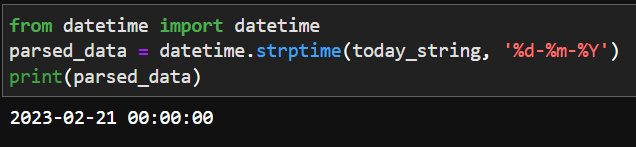 from datetime import datetime
parsed_data = datetime.strptime(today_string, '%d-%m-%Y')
print(parsed_data)
2023-02-21 00:00:00